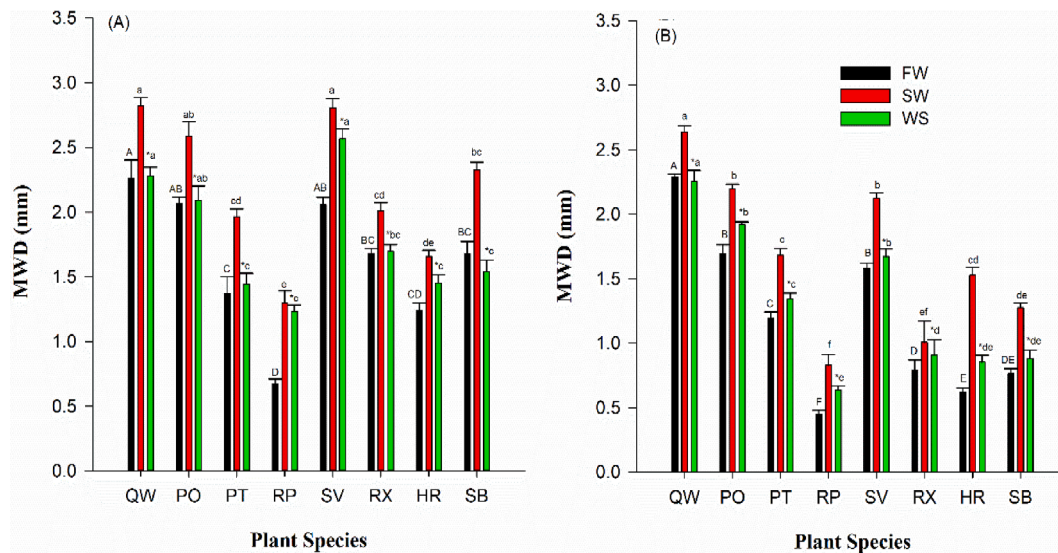 (A)
MWD (mm)
3.5
3.0
2.5
2.0
1.5
1.0
0.5
0.0
A a *a
AB ab *ab
C cd *c
D e *e
AB a *a
BC cd *bc
CD de *c
BC bc *c
QW PO PT RP SV RX HR SB
Plant Species
(B)
FW
SW
WS
MWD (mm)
3.5
3.0
2.5
2.0
1.5
1.0
0.5
0.0
A a *a
B b *b
C c *c
F f *e
B b *b
D ef *d
E cd *de
DE de *de
QW PO PT RP SV RX HR SB
Plant Species